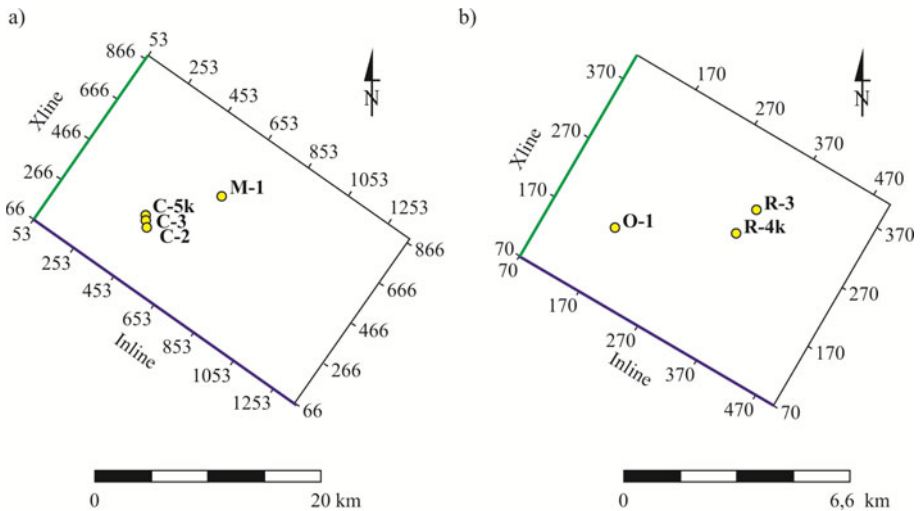 a)
53
866
253
666
453
Xline
N
466
653
266
853
M-1
1053
C-5k
66
C-3
1253
53
C-2
866
253
666
453
466
653
Inline
853
266
1053
1253
66
0
20 km
b)
370
170
N
270
270
Xline
370
170
470
R-3
O-1
R-4k
370
70
70
270
170
270
170
Inline
370
470
70
0
6,6 km